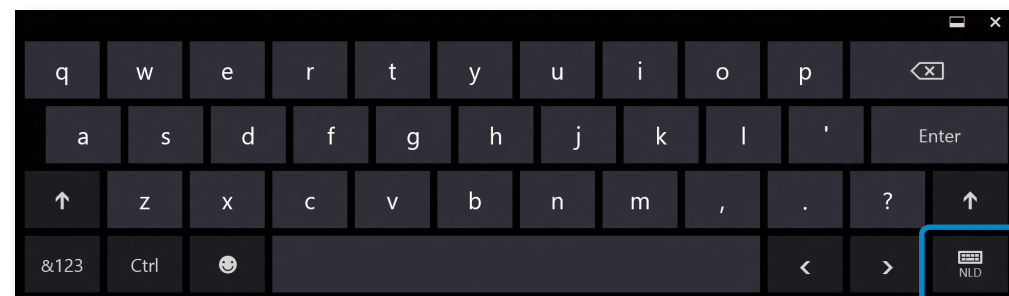 q w e r t y u i o p
a s d f g h j k l ' Enter
z x c v b n m , . ?
&123 Ctrl < >
NLD